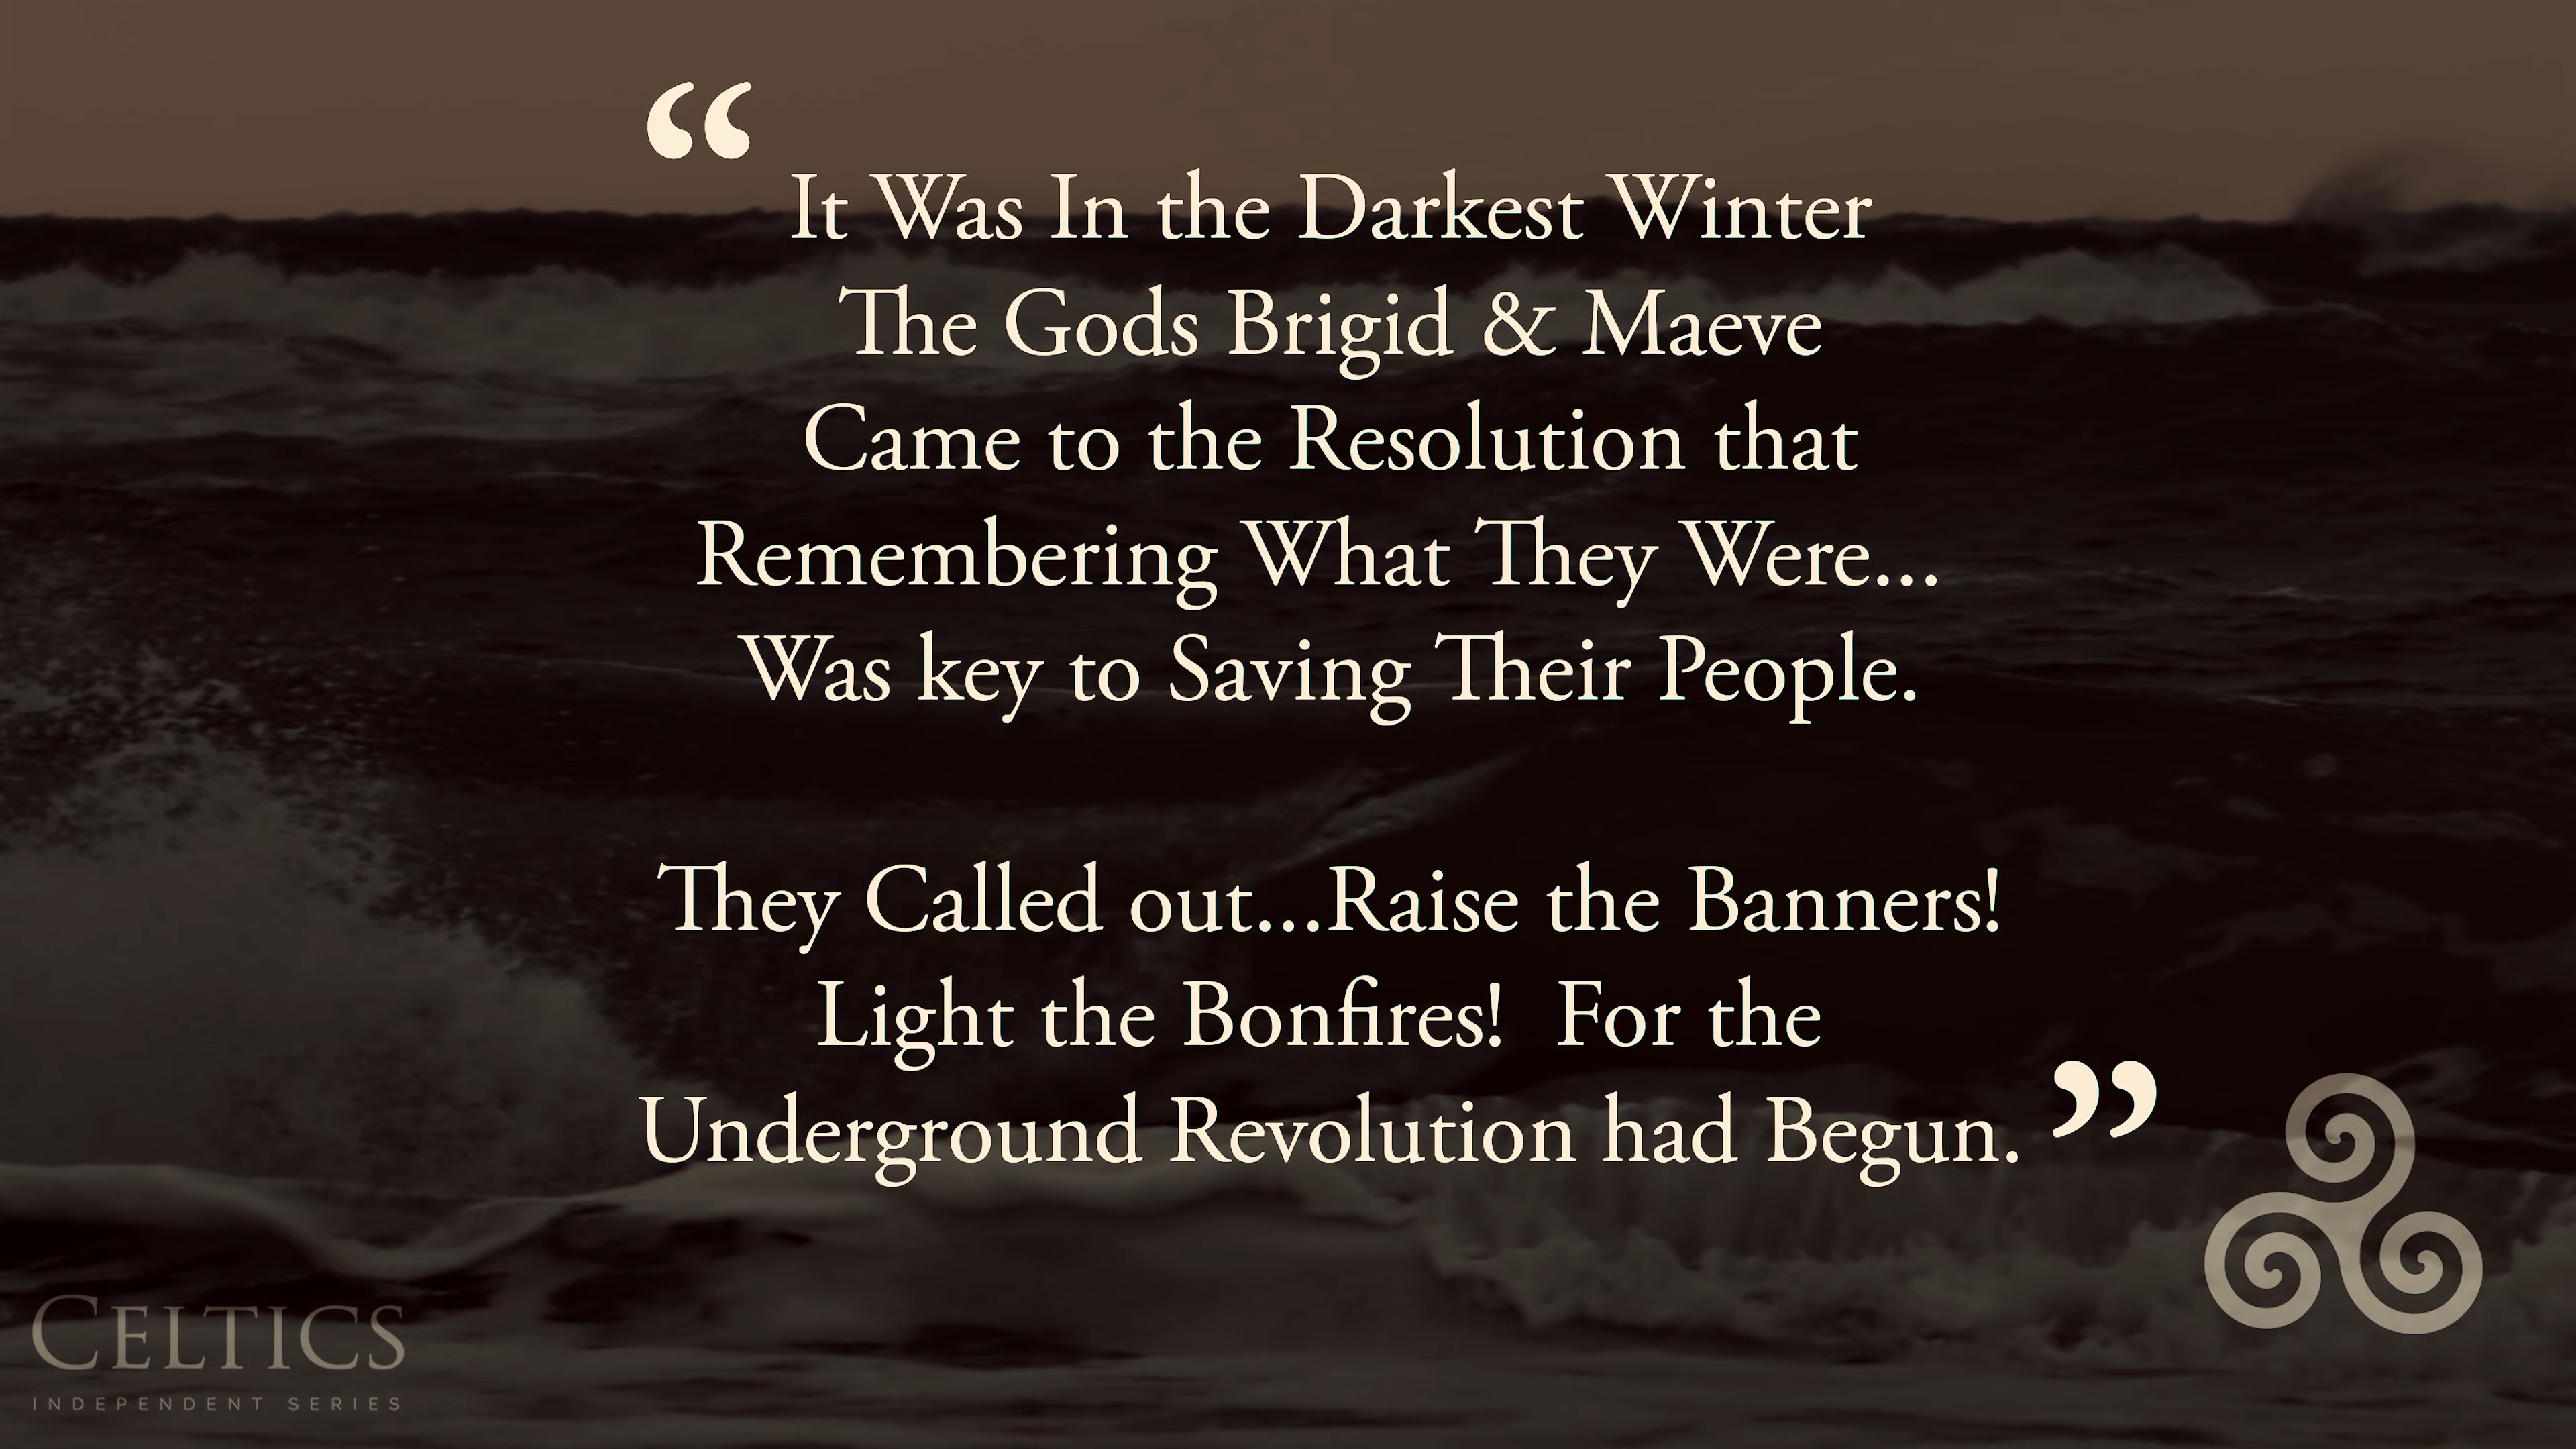 “
It Was In the Darkest Winter
The Gods Brigid & Maeve
Came to the Resolution that
Remembering What They Were...
Was key to Saving Their People.
They Called out...Raise the Banners!
Light the Bonfires!  For the
Underground Revolution had Begun. ”
CELTICS
INDEPENDENT SERIES